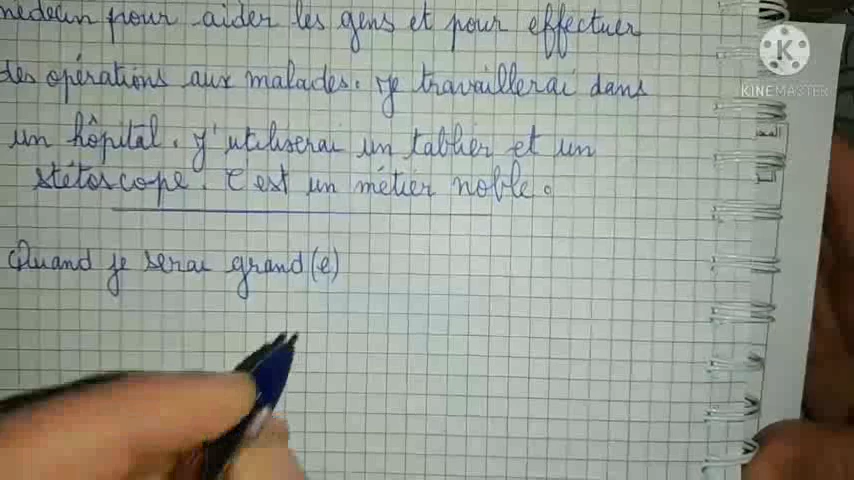 médecin pour aider les gens et pour effectuer
des opérations aux malades. je travaillerai dans
un hôpital. j'utiliserai un tablier et un
stétoscope. C'est un métier noble.
Quand je serai grand(e)
K
KINEMASTER